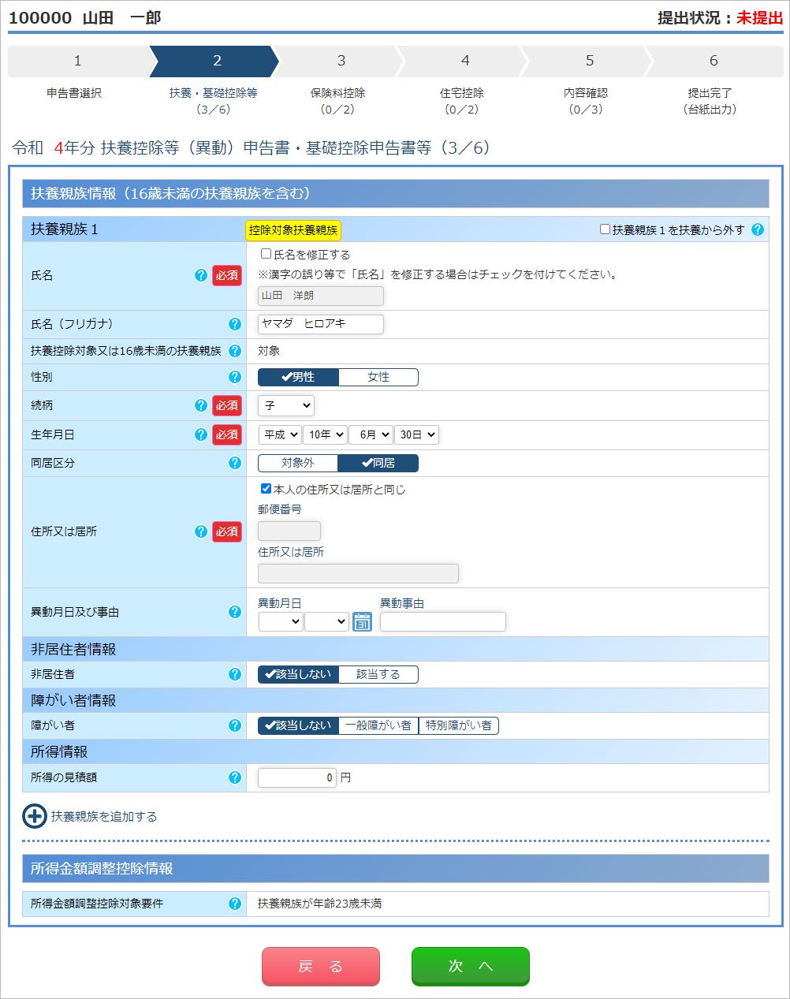 100000 山田　一郎
提出状況：未提出
1 2 3 4 5 6
申告書選択 扶養・基礎控除等 保険料控除 住宅控除 内容確認 提出完了
（3／6） （0／2） （0／2） （0／3） （台紙出力）
令和 4年分 扶養控除等（異動）申告書・基礎控除申告書等（3／6）
扶養親族情報（16歳未満の扶養親族を含む）
扶養親族１ 控除対象扶養親族 扶養親族１を扶養から外す ?
氏名 ? 必須
氏名を修正する
※漢字の誤り等で「氏名」を修正する場合はチェックを付けてください。
山田　洋朗
氏名（フリガナ） ? ヤマダ　ヒロアキ
扶養控除対象又は16歳未満の扶養親族 ? 対象
性別 ? 男性 女性
続柄 ? 必須 子
生年月日 ? 必須 平成 10年 6月 30日
同居区分 ? 対象外 同居
住所又は居所 ? 必須
本人の住所又は居所と同じ
郵便番号
住所又は居所
異動月日及び事由 ?
異動月日 異動事由
31
非居住者情報
非居住者 ? 該当しない 該当する
障がい者情報
障がい者 ? 該当しない 一般障がい者 特別障がい者
所得情報
所得の見積額 ? 0 円
扶養親族を追加する
所得金額調整控除情報
所得金額調整控除対象要件 ? 扶養親族が年齢23歳未満
戻　る 次　へ